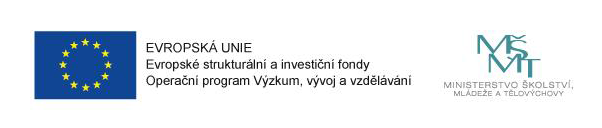 EVROPSKÁ UNIE
Evropské strukturální a investiční fondy
Operační program Výzkum, vývoj a vzdělávání
MŠMT
MINISTERSTVO ŠKOLSTVÍ,
MLÁDEŽE A TĚLOVÝCHOVY